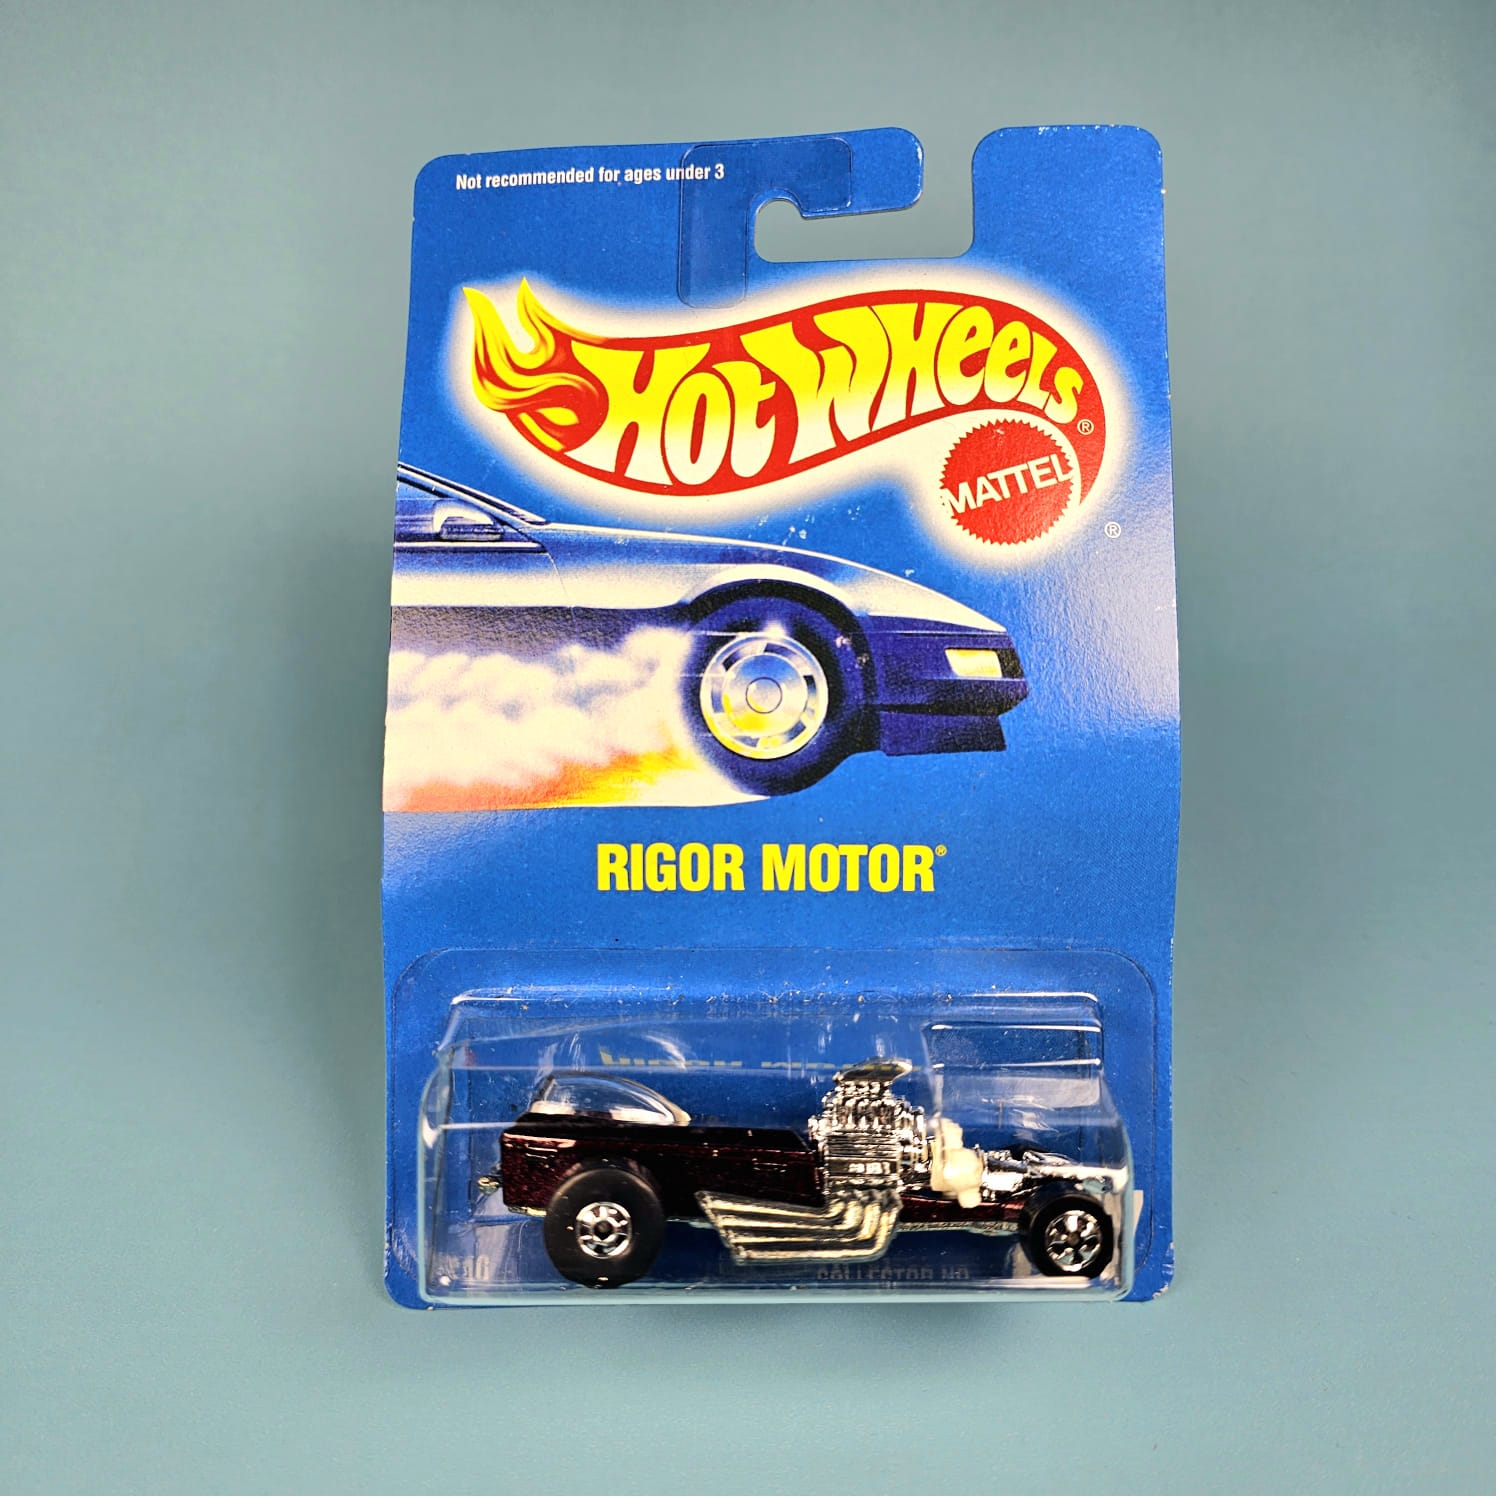 Not recommended for ages under 3
HOT WHEELS®
MATTEL
®
RIGOR MOTOR®
COLLECTOR NO.